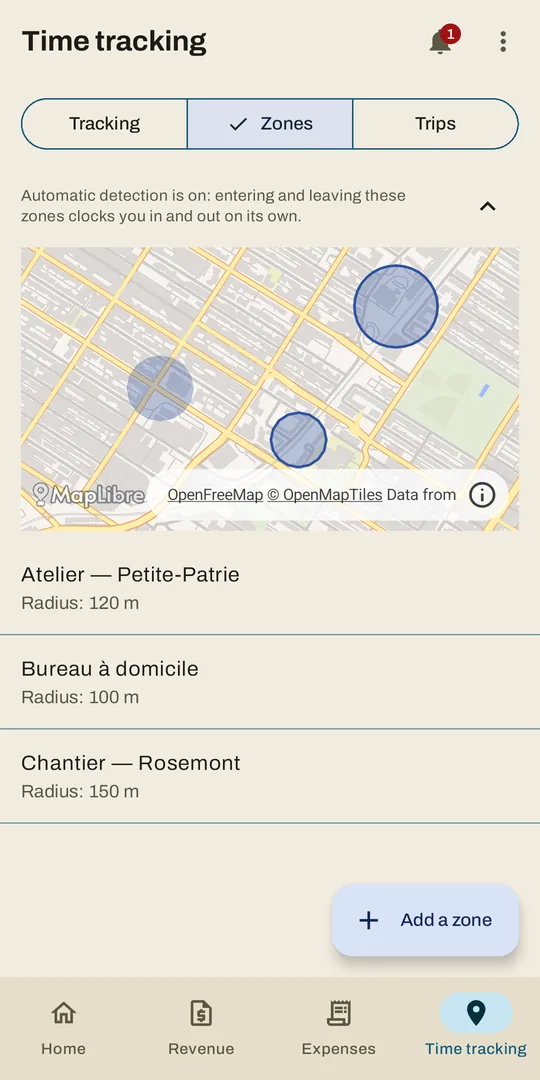 Time tracking
1
Tracking
Zones
Trips
Automatic detection is on: entering and leaving these
zones clocks you in and out on its own.
MapLibre
OpenFreeMap © OpenMapTiles Data from
Atelier — Petite-Patrie
Radius: 120 m
Bureau à domicile
Radius: 100 m
Chantier — Rosemont
Radius: 150 m
Add a zone
Home
Revenue
Expenses
Time tracking